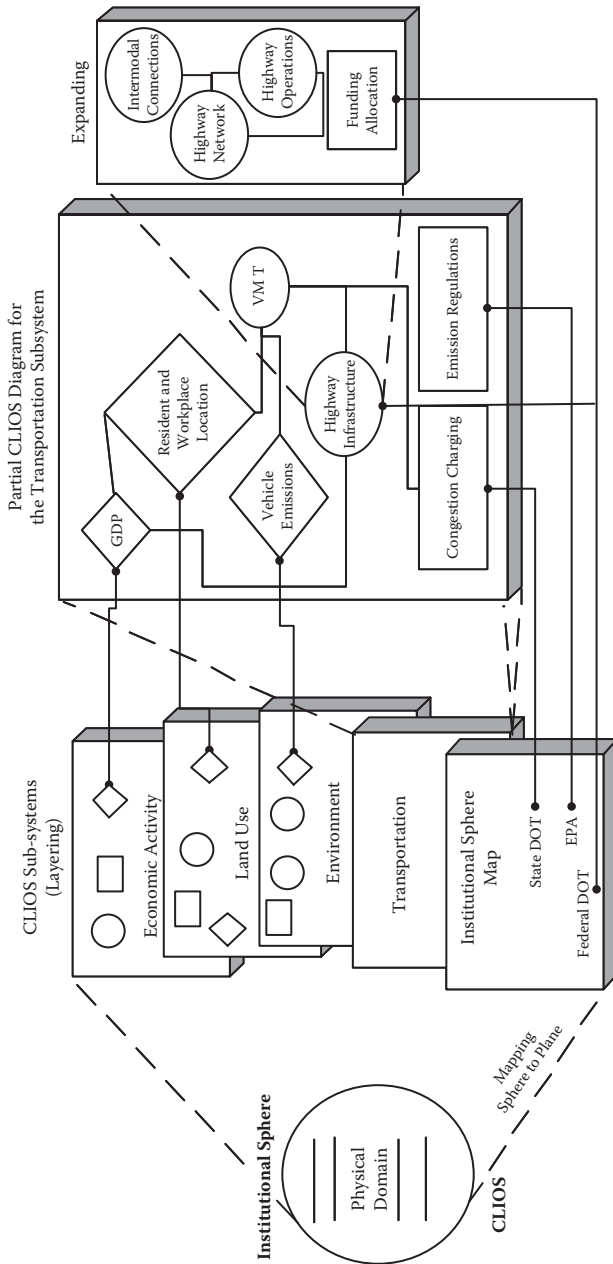 Institutional Sphere
Physical
Domain
CLIOS
Mapping
Sphere to Plane
CLIOS Sub-systems
(Layering)
Economic Activity
Land Use
Environment
Transportation
Institutional Sphere
Map
State DOT
EPA
Federal DOT
Partial CLIOS Diagram for
the Transportation Subsystem
GDP
Resident and
Workplace
Location
Vehicle
Emissions
VM T
Highway
Infrastructure
Congestion Charging
Emission Regulations
Expanding
Intermodal
Connections
Highway
Network
Highway
Operations
Funding
Allocation